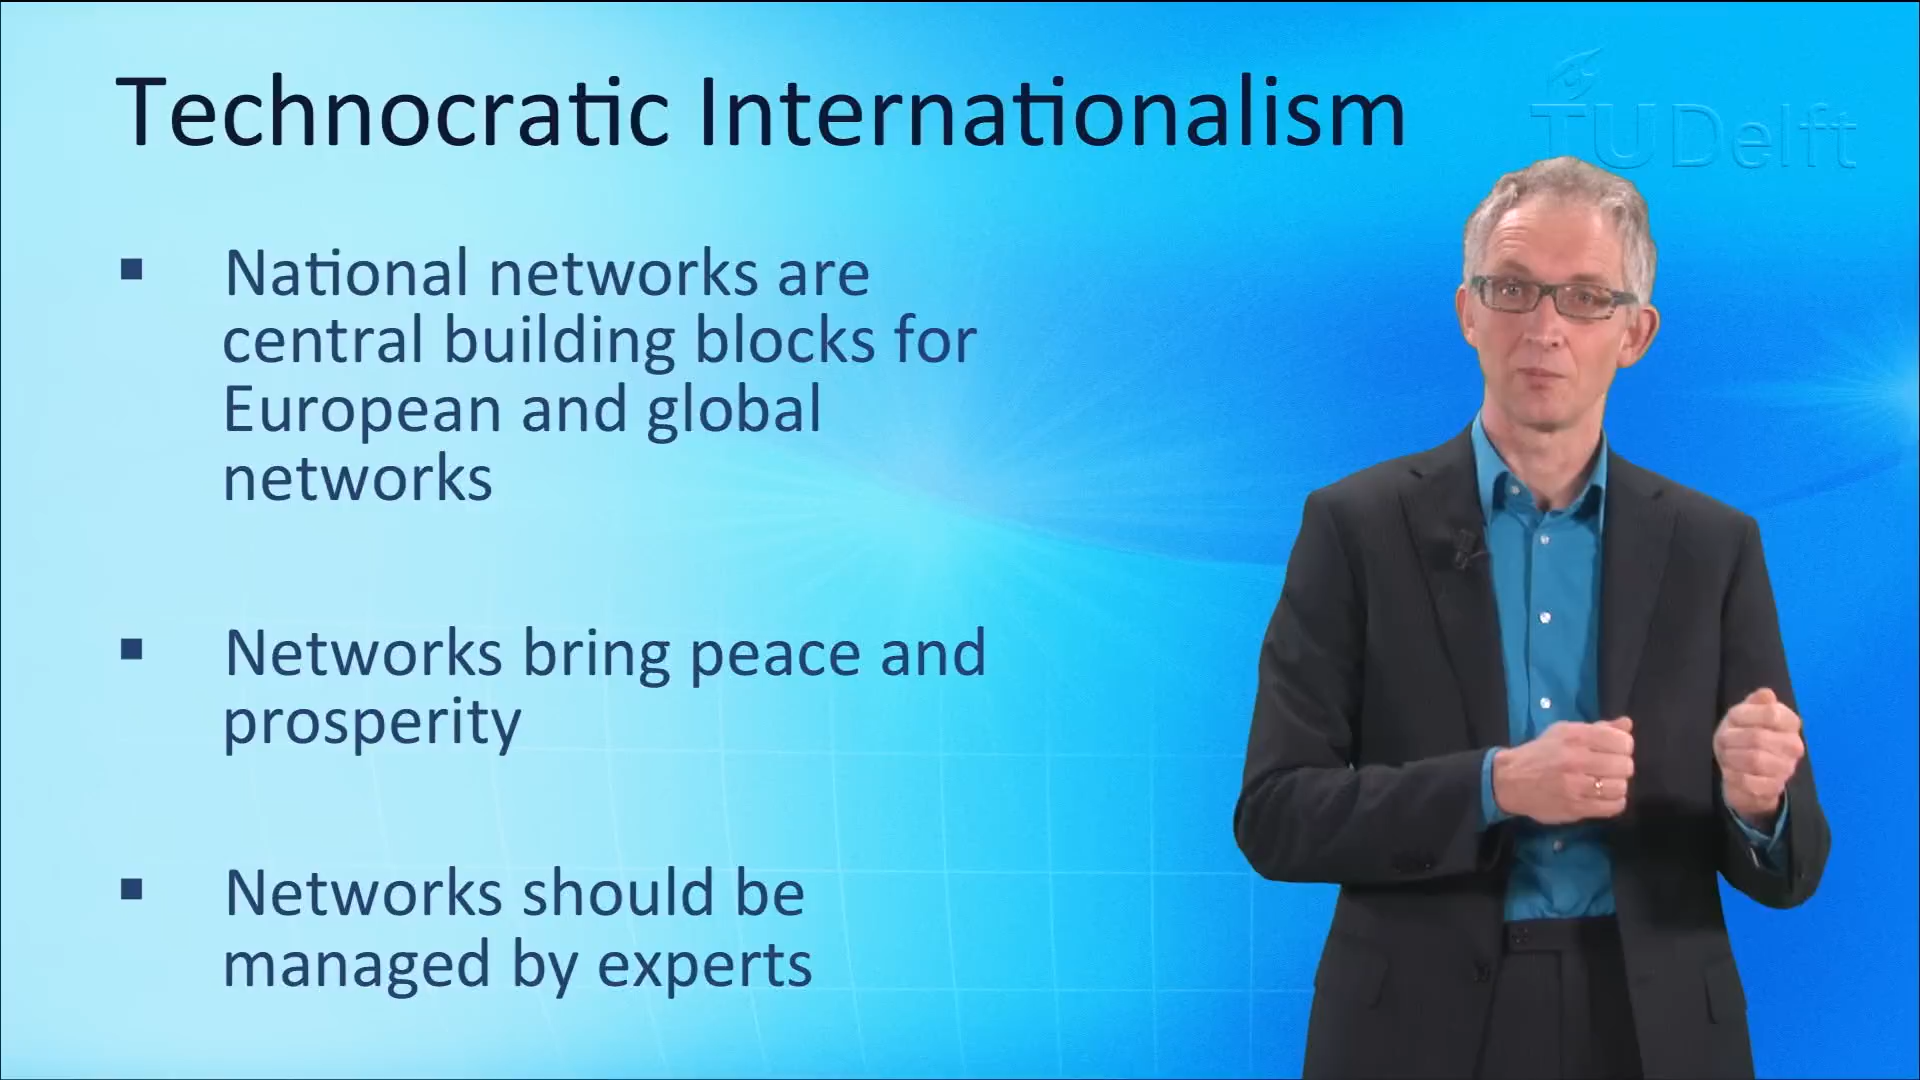 Technocratic Internationalism
TU Delft
▪ National networks are
central building blocks for
European and global
networks
▪ Networks bring peace and
prosperity
▪ Networks should be
managed by experts